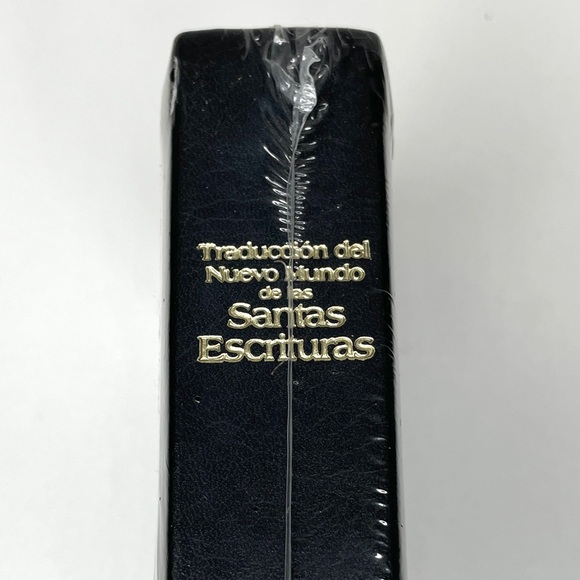 Traducción del
Nuevo Mundo
de las
Santas
Escrituras